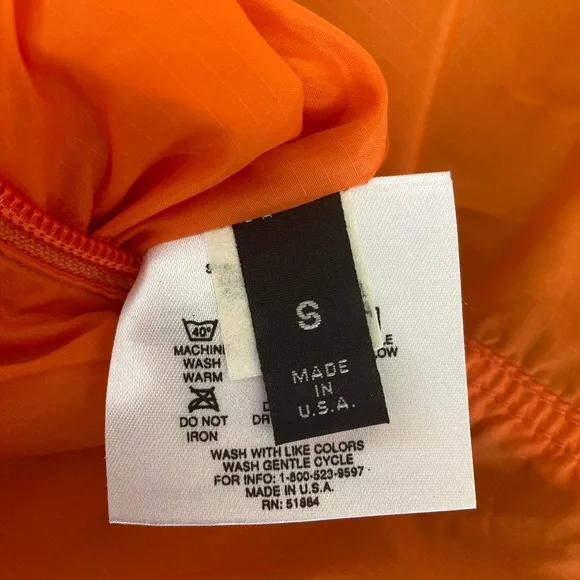 S
MADE
IN
U.S.A.
40°
MACHIN
WASH
WARM
DO NOT
IRON
WASH WITH LIKE COLORS
WASH GENTLE CYCLE
FOR INFO: 1-800-523-9597
MADE IN U.S.A.
RN: 51884